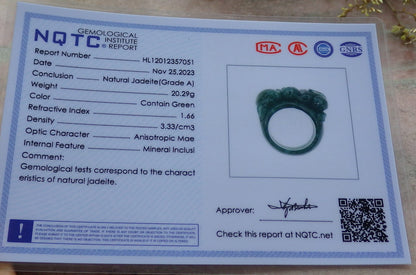 NQTC GEMOLOGICAL
INSTITUTE
® REPORT
Report Number HL12012357051
Date Nov 25,2023
Conclusion Natural Jadeite(Grade A)
Weight 20.29g
Color Contain Green
Refractive Index 1.66
Density 3.33/cm3
Optic Character Anisotropic Mae
Internal Feature Mineral Inclusi
Comment:
Gemological tests correspond to the charact
eristics of natural jadeite.
MA
Approver:
Check this report at NQTC.net